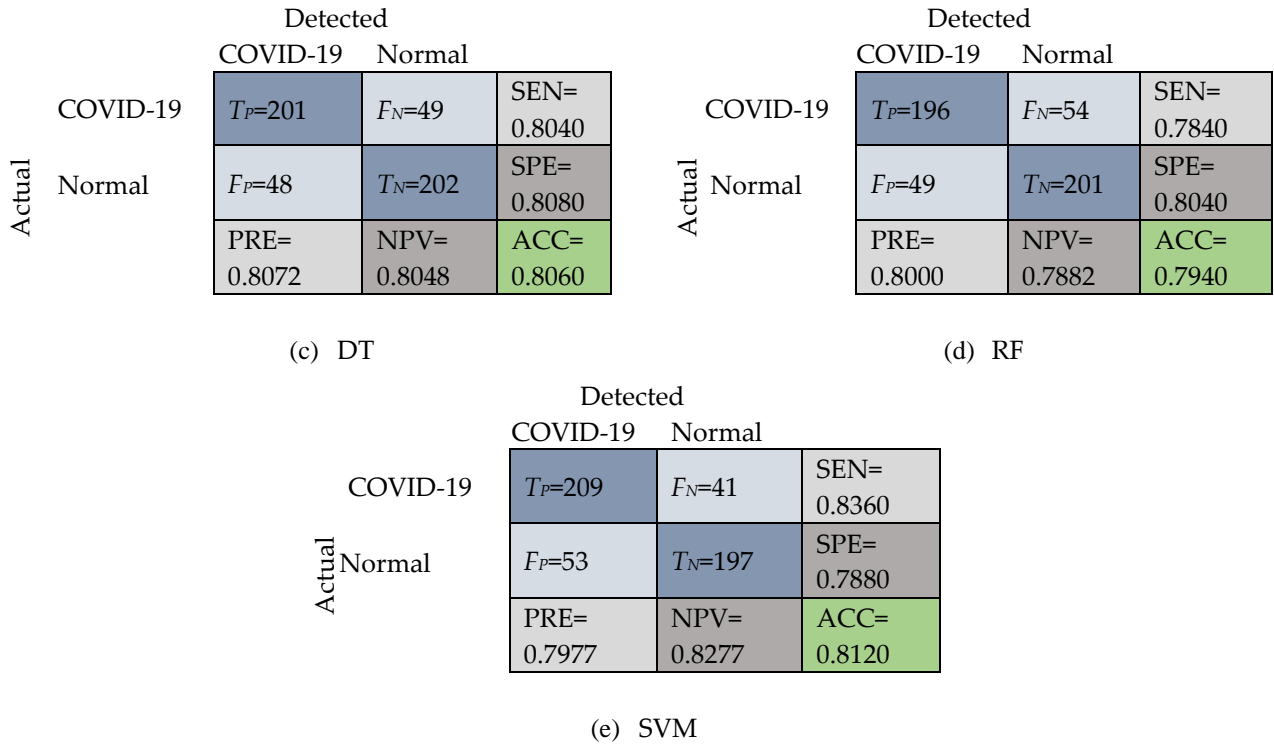 Detected
COVID-19 Normal
COVID-19 TP=201 FN=49 SEN=
0.8040
Actual
Normal FP=48 TN=202 SPE=
0.8080
PRE= NPV= ACC=
0.8072 0.8048 0.8060
(c) DT
Detected
COVID-19 Normal
COVID-19 TP=196 FN=54 SEN=
0.7840
Actual
Normal FP=49 TN=201 SPE=
0.8040
PRE= NPV= ACC=
0.8000 0.7882 0.7940
(d) RF
Detected
COVID-19 Normal
COVID-19 TP=209 FN=41 SEN=
0.8360
Actual
Normal FP=53 TN=197 SPE=
0.7880
PRE= NPV= ACC=
0.7977 0.8277 0.8120
(e) SVM